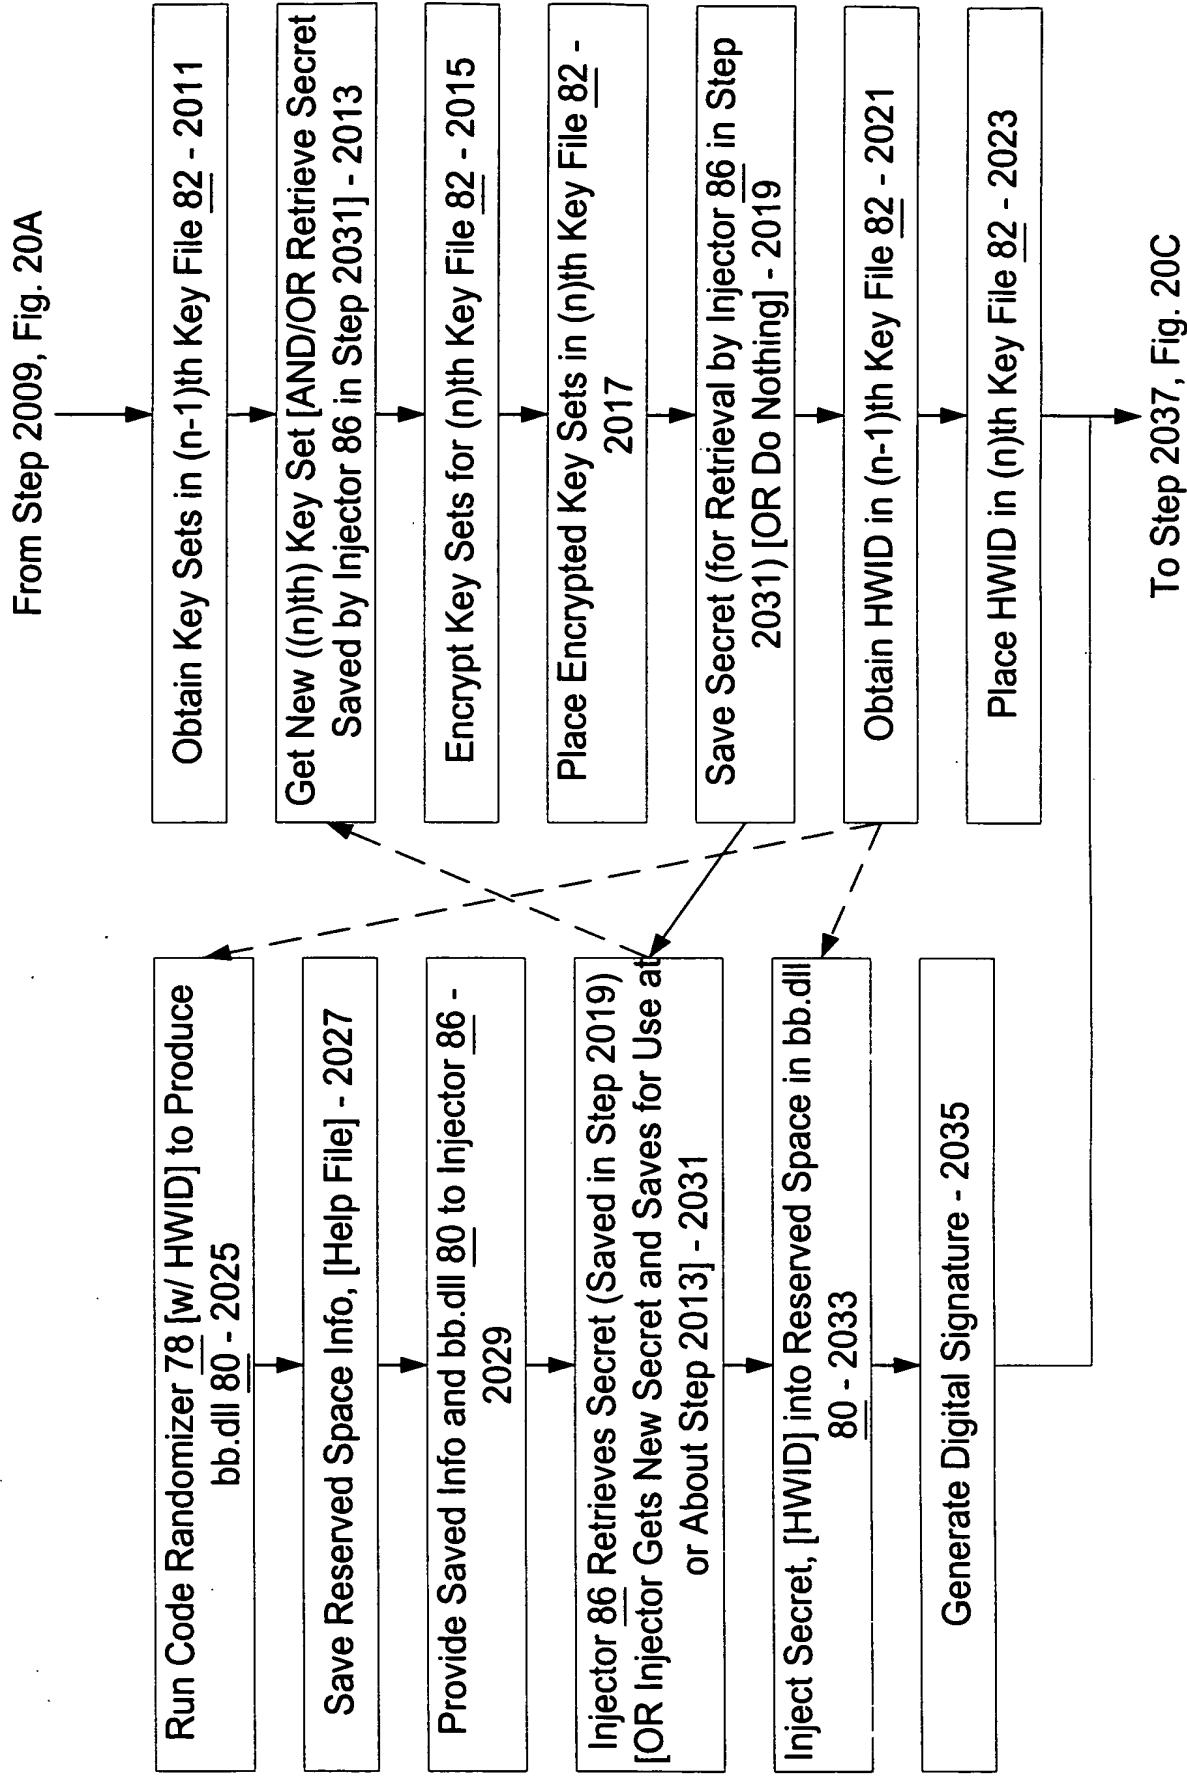 From Step 2009, Fig. 20A
Obtain Key Sets in (n-1)th Key File 82 - 2011
Get New ((n)th) Key Set [AND/OR Retrieve Secret
Saved by Injector 86 in Step 2031] - 2013
Encrypt Key Sets for (n)th Key File 82 - 2015
Place Encrypted Key Sets in (n)th Key File 82 -
2017
Save Secret (for Retrieval by Injector 86 in Step
2031) [OR Do Nothing] - 2019
Obtain HWID in (n-1)th Key File 82 - 2021
Place HWID in (n)th Key File 82 - 2023
Run Code Randomizer 78 [w/ HWID] to Produce
bb.dll 80 - 2025
Save Reserved Space Info, [Help File] - 2027
Provide Saved Info and bb.dll 80 to Injector 86 -
2029
Injector 86 Retrieves Secret (Saved in Step 2019)
[OR Injector Gets New Secret and Saves for Use at
or About Step 2013] - 2031
Inject Secret, [HWID] into Reserved Space in bb.dll
80 - 2033
Generate Digital Signature - 2035
To Step 2037, Fig. 20C